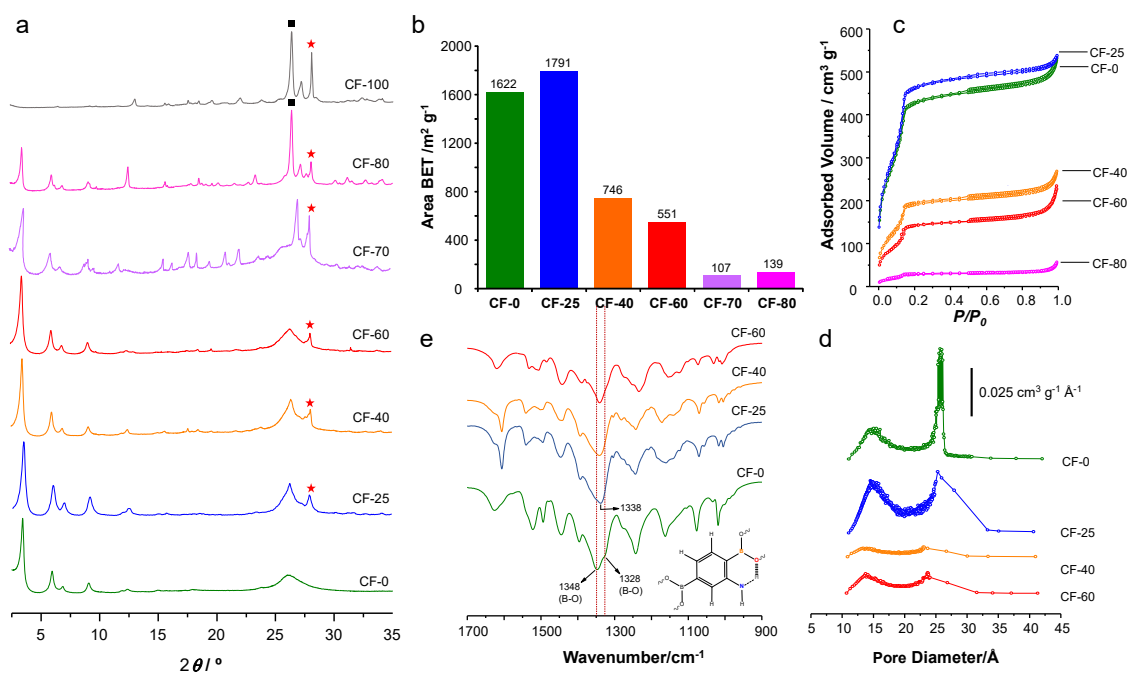 a
CF-100
CF-80
CF-70
CF-60
CF-40
CF-25
CF-0
5 10 15 20 25 30 35
2θ / º
b
Area BET /m² g⁻¹
2000
1600
1200
800
400
0
1622
1791
746
551
107
139
CF-0 CF-25 CF-40 CF-60 CF-70 CF-80
c
Adsorbed Volume / cm³ g⁻¹
600
500
400
300
200
100
0
CF-25
CF-0
CF-40
CF-60
CF-80
0.0 0.2 0.4 0.6 0.8 1.0
P/P₀
e
CF-60
CF-40
CF-25
CF-0
1338
1348
(B-O)
1328
(B-O)
H
H
H
H
H
O
B
O
O
B
O
N
1700 1500 1300 1100 900
Wavenumber/cm⁻¹
d
0.025 cm³ g⁻¹ Å⁻¹
CF-0
CF-25
CF-40
CF-60
5 10 15 20 25 30 35 40 45
Pore Diameter/Å